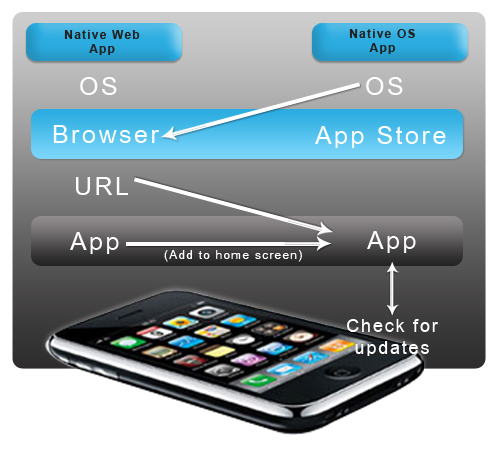 Native Web
App
Native OS
App
OS
OS
Browser
App Store
URL
App
(Add to home screen)
App
Check for
updates